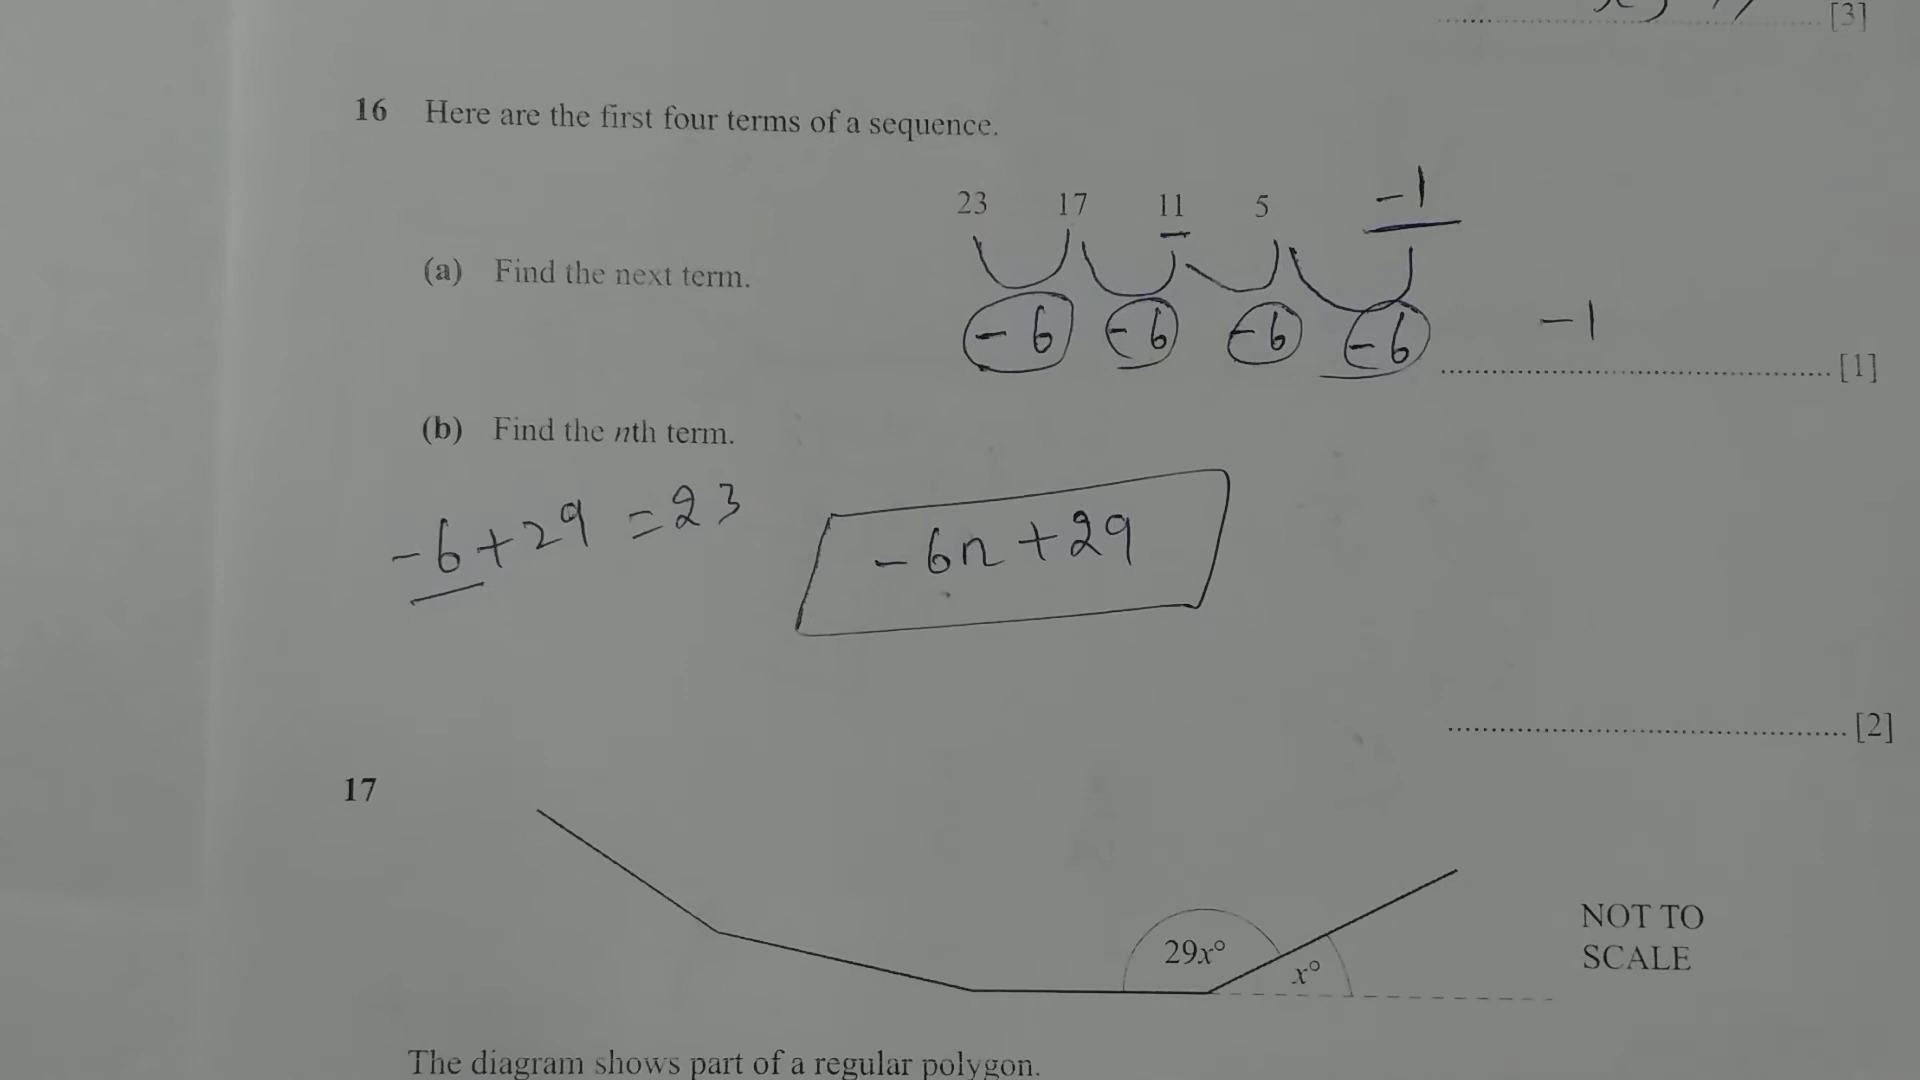 [3]
16 Here are the first four terms of a sequence.
23 17 11 5 -1
(a) Find the next term.
-6 -6 -6 -6
-1
[1]
(b) Find the nth term.
-6+29 =23
-6n +29
[2]
17
29x°
x°
NOT TO
SCALE
The diagram shows part of a regular polygon.